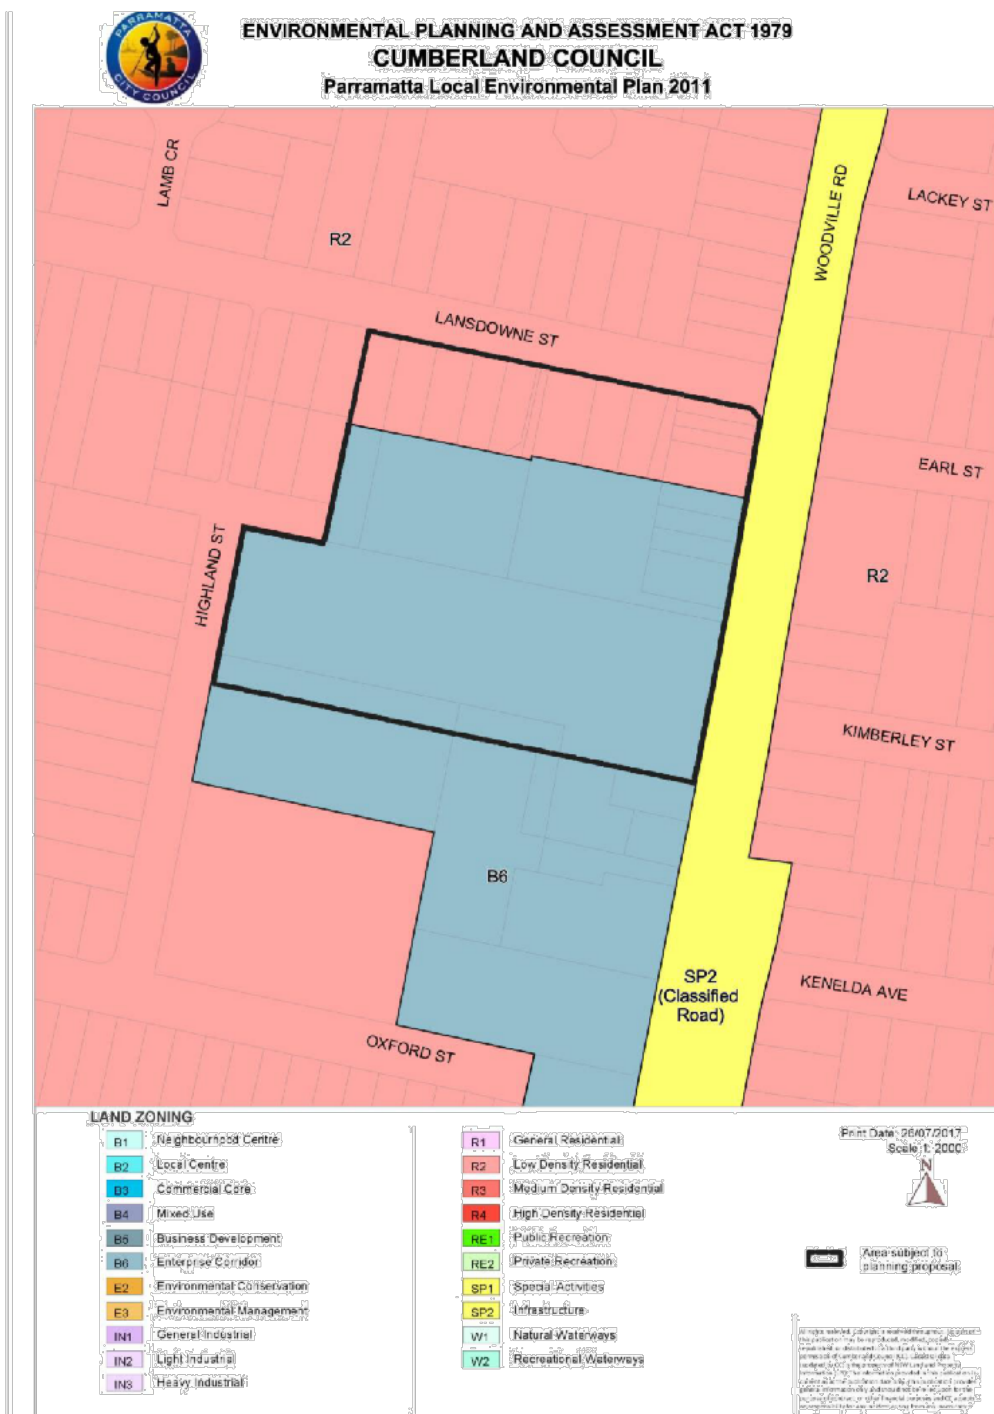 PARRAMATTA
CITY COUNCIL
ENVIRONMENTAL PLANNING AND ASSESSMENT ACT 1979
CUMBERLAND COUNCIL
Parramatta Local Environmental Plan 2011
LAMB CR
WOODVILLE RD
LACKEY ST
R2
LANSDOWNE ST
EARL ST
HIGHLAND ST
R2
KIMBERLEY ST
B6
SP2
(Classified
Road)
KENELDA AVE
OXFORD ST
LAND ZONING
B1 Neighbourhood Centre
B2 Local Centre
B3 Commercial Core
B4 Mixed Use
B5 Business Development
B6 Enterprise Corridor
E2 Environmental Conservation
E3 Environmental Management
IN1 General Industrial
IN2 Light Industrial
IN3 Heavy Industrial
R1 General Residential
R2 Low Density Residential
R3 Medium Density Residential
R4 High Density Residential
RE1 Public Recreation
RE2 Private Recreation
SP1 Special Activities
SP2 Infrastructure
W1 Natural Waterways
W2 Recreational Waterways
Print Date: 26/07/2017
Scale 1: 2000
N
Area subject to
planning proposal